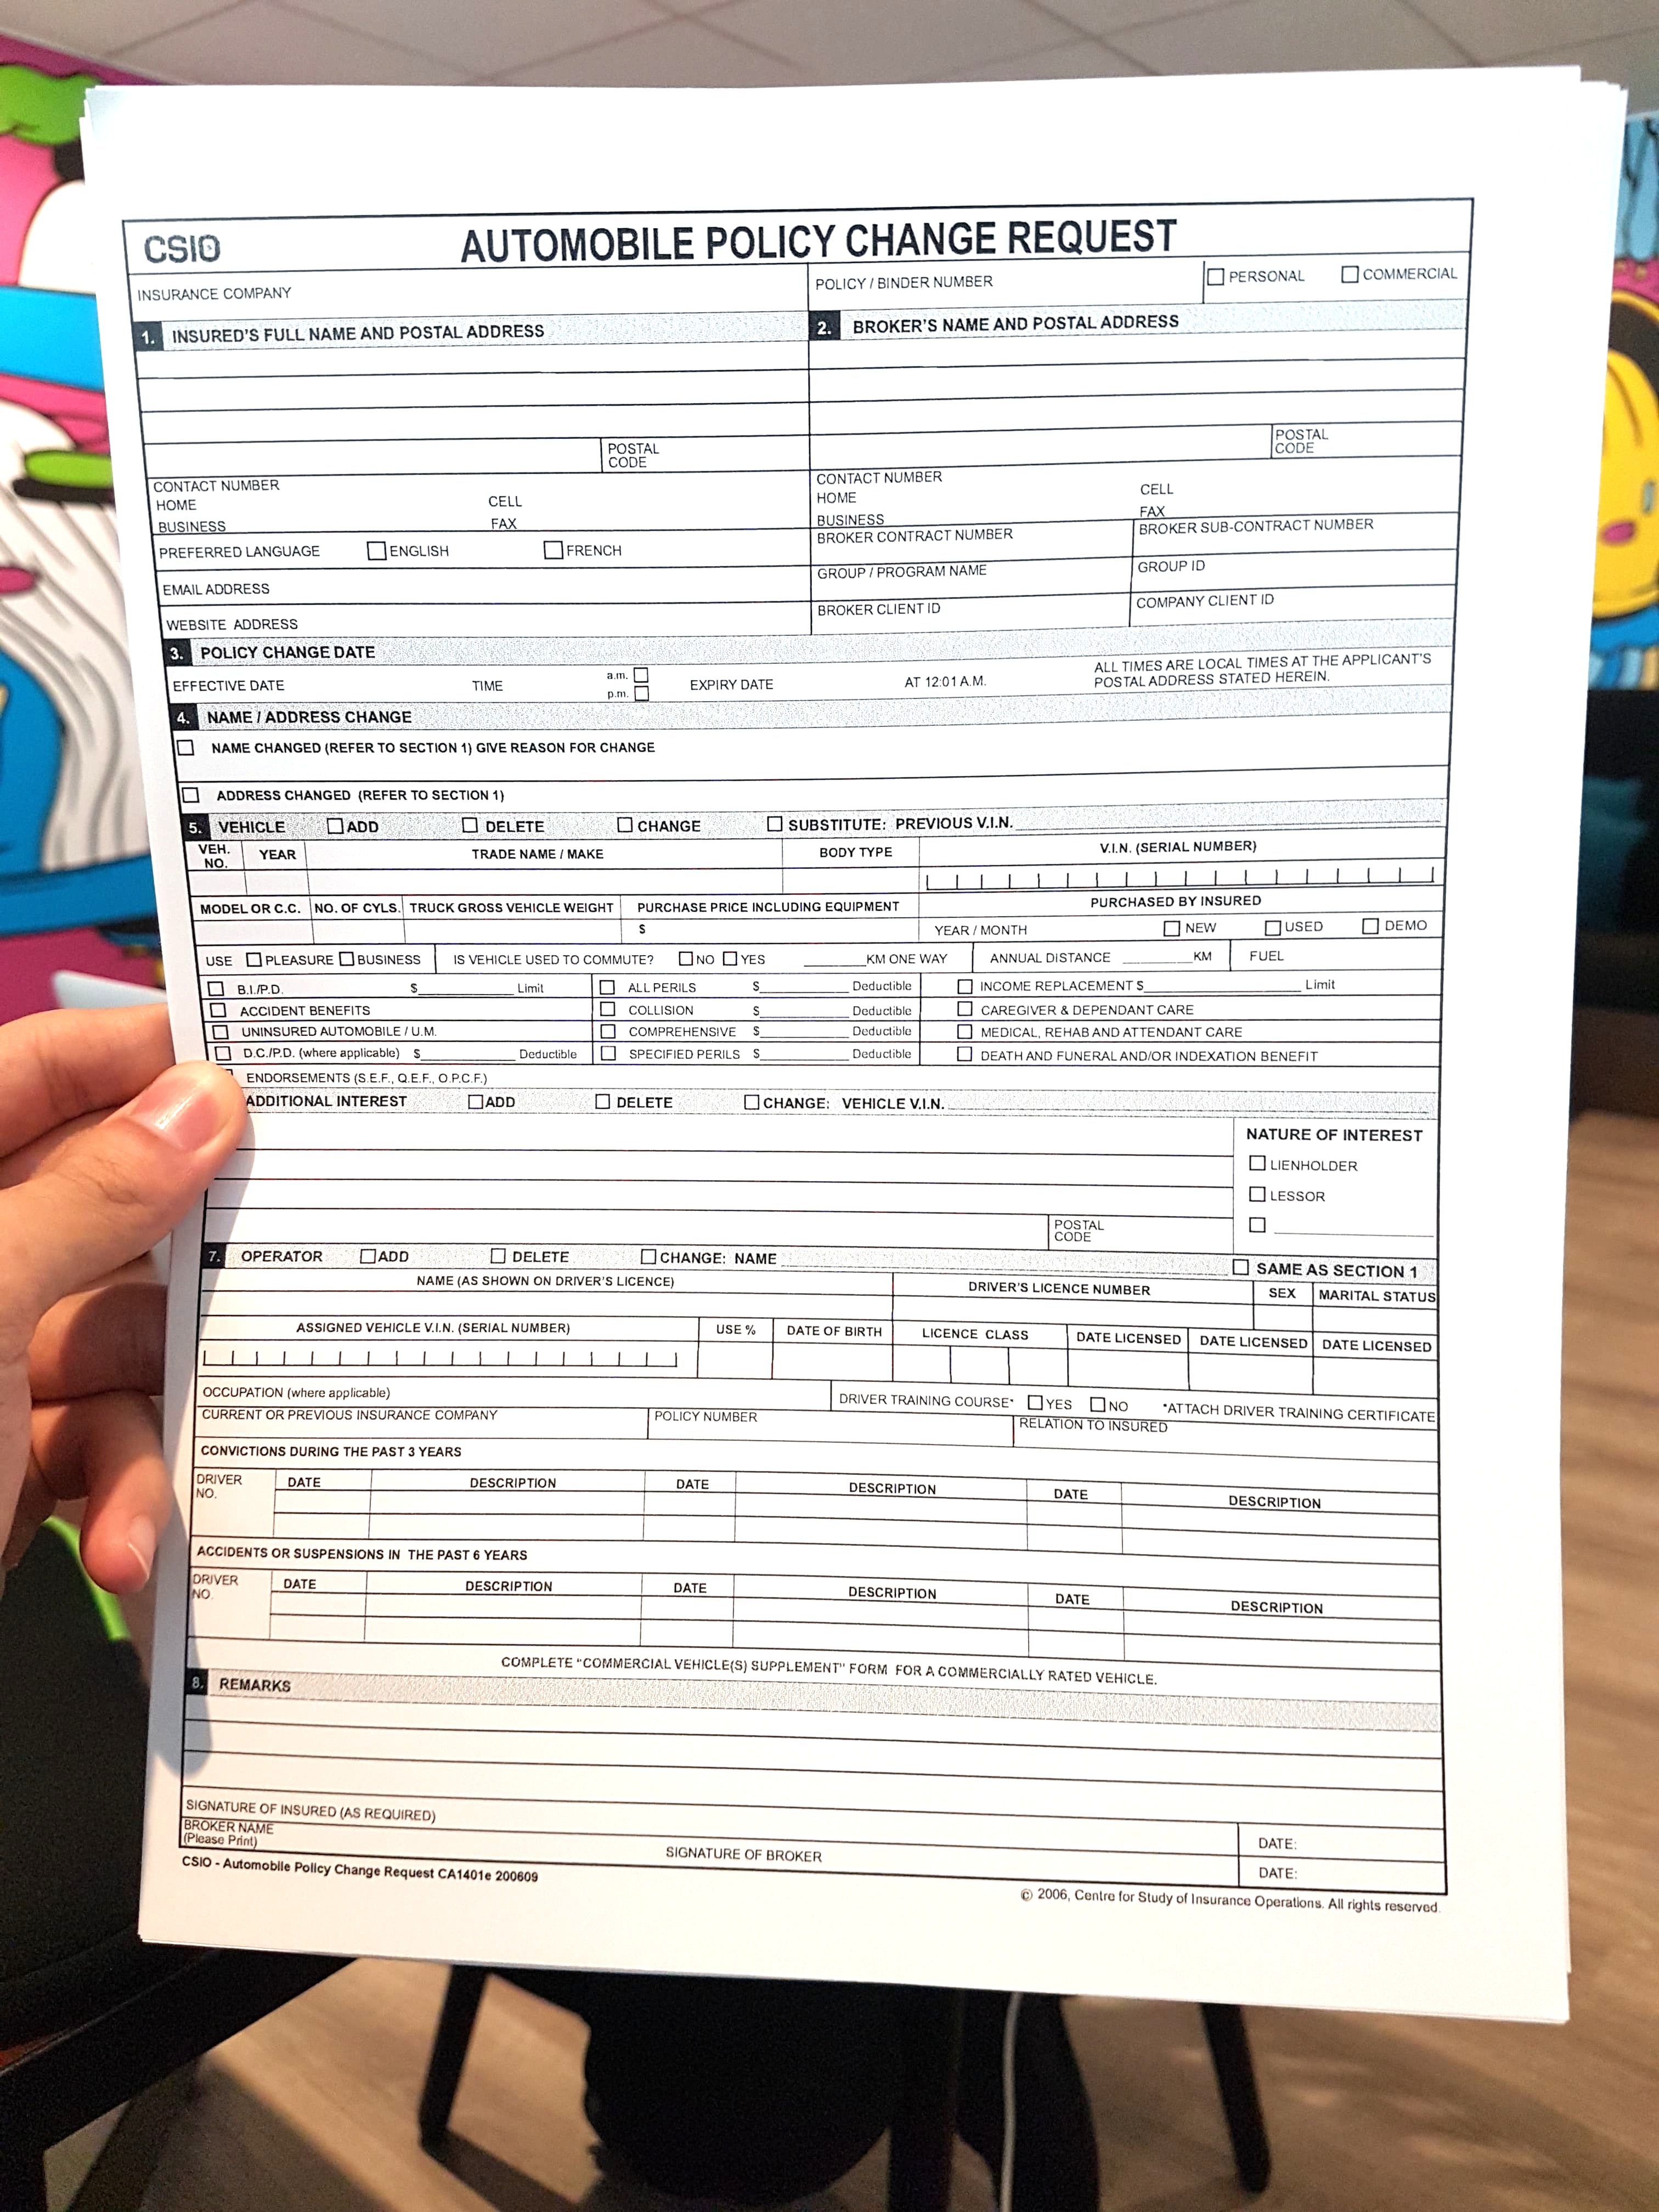 CSIO AUTOMOBILE POLICY CHANGE REQUEST
INSURANCE COMPANY
POLICY / BINDER NUMBER
PERSONAL COMMERCIAL
1. INSURED'S FULL NAME AND POSTAL ADDRESS
POSTAL CODE
CONTACT NUMBER
HOME CELL
BUSINESS FAX
PREFERRED LANGUAGE ENGLISH FRENCH
EMAIL ADDRESS
WEBSITE ADDRESS
2. BROKER'S NAME AND POSTAL ADDRESS
POSTAL CODE
CONTACT NUMBER
HOME CELL
BUSINESS FAX
BROKER CONTRACT NUMBER BROKER SUB-CONTRACT NUMBER
GROUP / PROGRAM NAME GROUP ID
BROKER CLIENT ID COMPANY CLIENT ID
3. POLICY CHANGE DATE
EFFECTIVE DATE TIME a.m. p.m. EXPIRY DATE AT 12:01 A.M.
ALL TIMES ARE LOCAL TIMES AT THE APPLICANT'S
POSTAL ADDRESS STATED HEREIN.
4. NAME / ADDRESS CHANGE
NAME CHANGED (REFER TO SECTION 1) GIVE REASON FOR CHANGE
ADDRESS CHANGED (REFER TO SECTION 1)
5. VEHICLE ADD DELETE CHANGE SUBSTITUTE: PREVIOUS V.I.N.
VEH. NO. YEAR TRADE NAME / MAKE BODY TYPE V.I.N. (SERIAL NUMBER)
MODEL OR C.C. NO. OF CYLS. TRUCK GROSS VEHICLE WEIGHT PURCHASE PRICE INCLUDING EQUIPMENT PURCHASED BY INSURED
$ YEAR / MONTH NEW USED DEMO
USE PLEASURE BUSINESS IS VEHICLE USED TO COMMUTE? NO YES KM ONE WAY ANNUAL DISTANCE KM FUEL
B.I./P.D. $ Limit ALL PERILS $ Deductible INCOME REPLACEMENT $ Limit
ACCIDENT BENEFITS COLLISION $ Deductible CAREGIVER & DEPENDANT CARE
UNINSURED AUTOMOBILE / U.M. COMPREHENSIVE $ Deductible MEDICAL, REHAB AND ATTENDANT CARE
D.C./P.D. (where applicable) $ Deductible SPECIFIED PERILS $ Deductible DEATH AND FUNERAL AND/OR INDEXATION BENEFIT
ENDORSEMENTS (S.E.F., Q.E.F., O.P.C.F.)
ADDITIONAL INTEREST ADD DELETE CHANGE: VEHICLE V.I.N.
NATURE OF INTEREST
LIENHOLDER
LESSOR
POSTAL CODE
7. OPERATOR ADD DELETE CHANGE: NAME SAME AS SECTION 1
NAME (AS SHOWN ON DRIVER'S LICENCE) DRIVER'S LICENCE NUMBER SEX MARITAL STATUS
ASSIGNED VEHICLE V.I.N. (SERIAL NUMBER) USE % DATE OF BIRTH LICENCE CLASS DATE LICENSED DATE LICENSED DATE LICENSED
OCCUPATION (where applicable) DRIVER TRAINING COURSE* YES NO *ATTACH DRIVER TRAINING CERTIFICATE
CURRENT OR PREVIOUS INSURANCE COMPANY POLICY NUMBER RELATION TO INSURED
CONVICTIONS DURING THE PAST 3 YEARS
DRIVER NO. DATE DESCRIPTION DATE DESCRIPTION DATE DESCRIPTION
ACCIDENTS OR SUSPENSIONS IN THE PAST 6 YEARS
DRIVER NO. DATE DESCRIPTION DATE DESCRIPTION DATE DESCRIPTION
COMPLETE "COMMERCIAL VEHICLE(S) SUPPLEMENT" FORM FOR A COMMERCIALLY RATED VEHICLE.
8. REMARKS
SIGNATURE OF INSURED (AS REQUIRED) DATE:
BROKER NAME (Please Print) SIGNATURE OF BROKER DATE:
CSIO - Automobile Policy Change Request CA1401e 200609
© 2006, Centre for Study of Insurance Operations. All rights reserved.